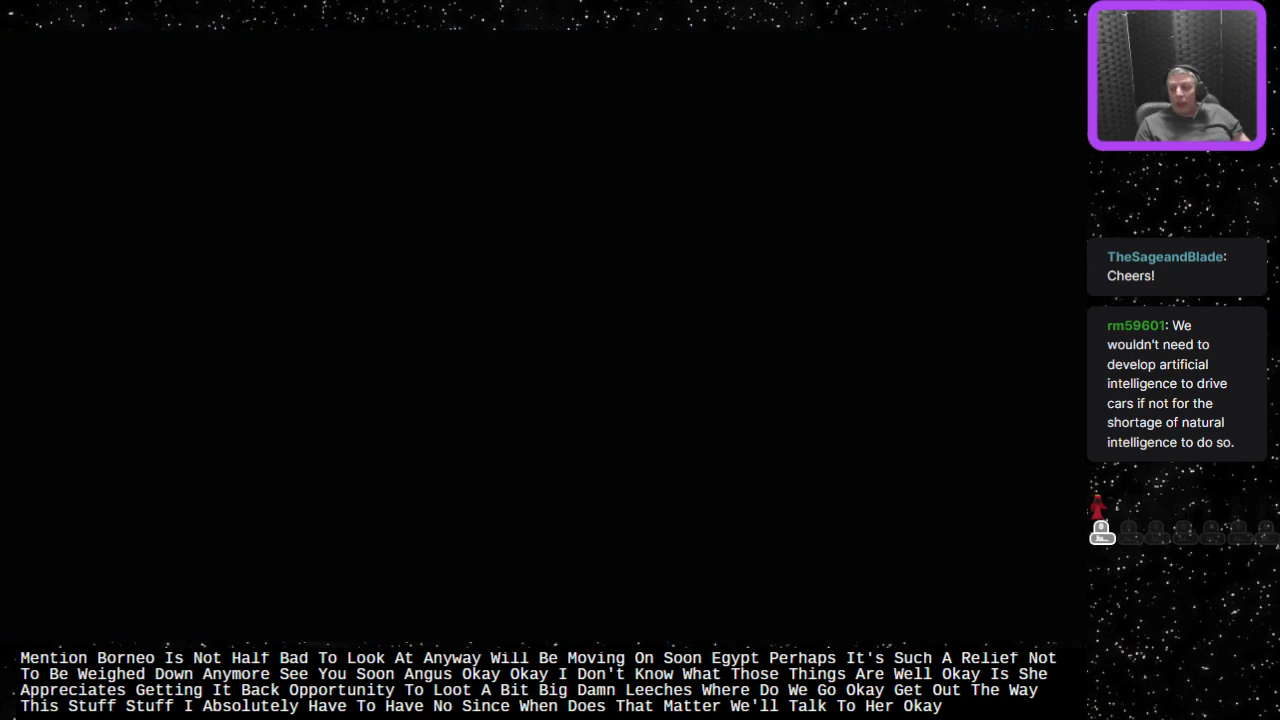 TheSageandBlade:
Cheers!
rm59601: We
wouldn't need to
develop artificial
intelligence to drive
cars if not for the
shortage of natural
intelligence to do so.
0
Mention Borneo Is Not Half Bad To Look At Anyway Will Be Moving On Soon Egypt Perhaps It's Such A Relief Not
To Be Weighed Down Anymore See You Soon Angus Okay Okay I Don't Know What Those Things Are Well Okay Is She
Appreciates Getting It Back Opportunity To Loot A Bit Big Damn Leeches Where Do We Go Okay Get Out The Way
This Stuff Stuff I Absolutely Have To Have No Since When Does That Matter We'll Talk To Her Okay